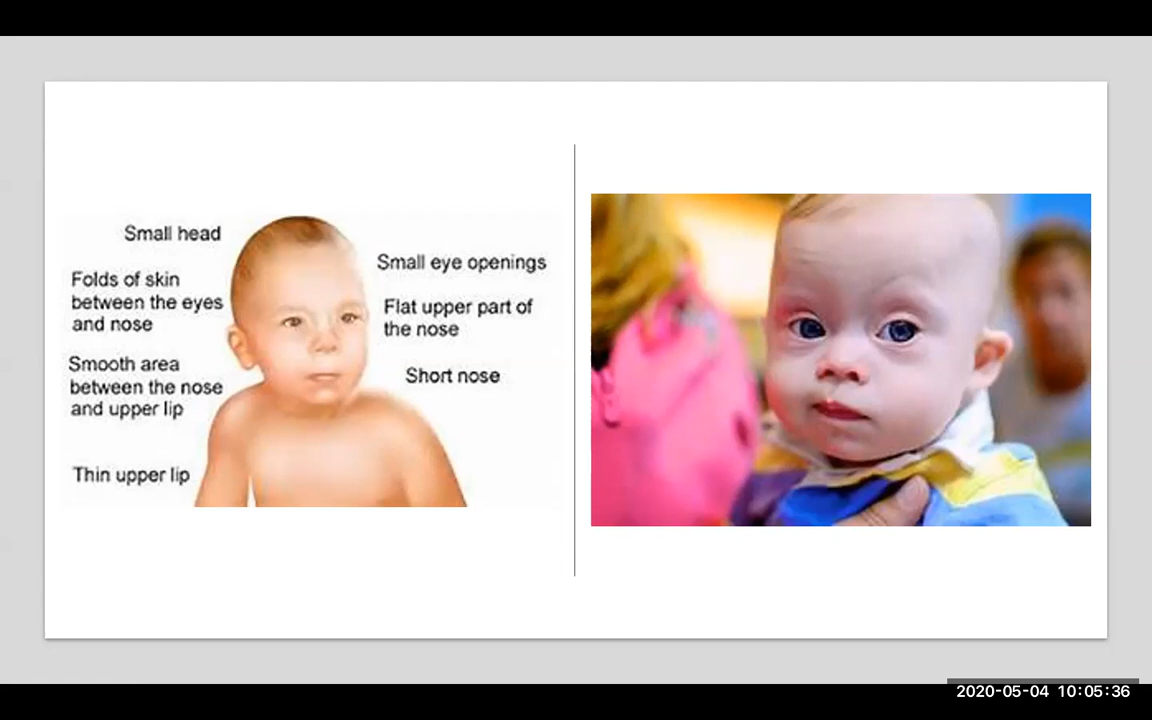 Small head
Folds of skin
between the eyes
and nose
Smooth area
between the nose
and upper lip
Thin upper lip
Small eye openings
Flat upper part of
the nose
Short nose
2020-05-04 10:05:36